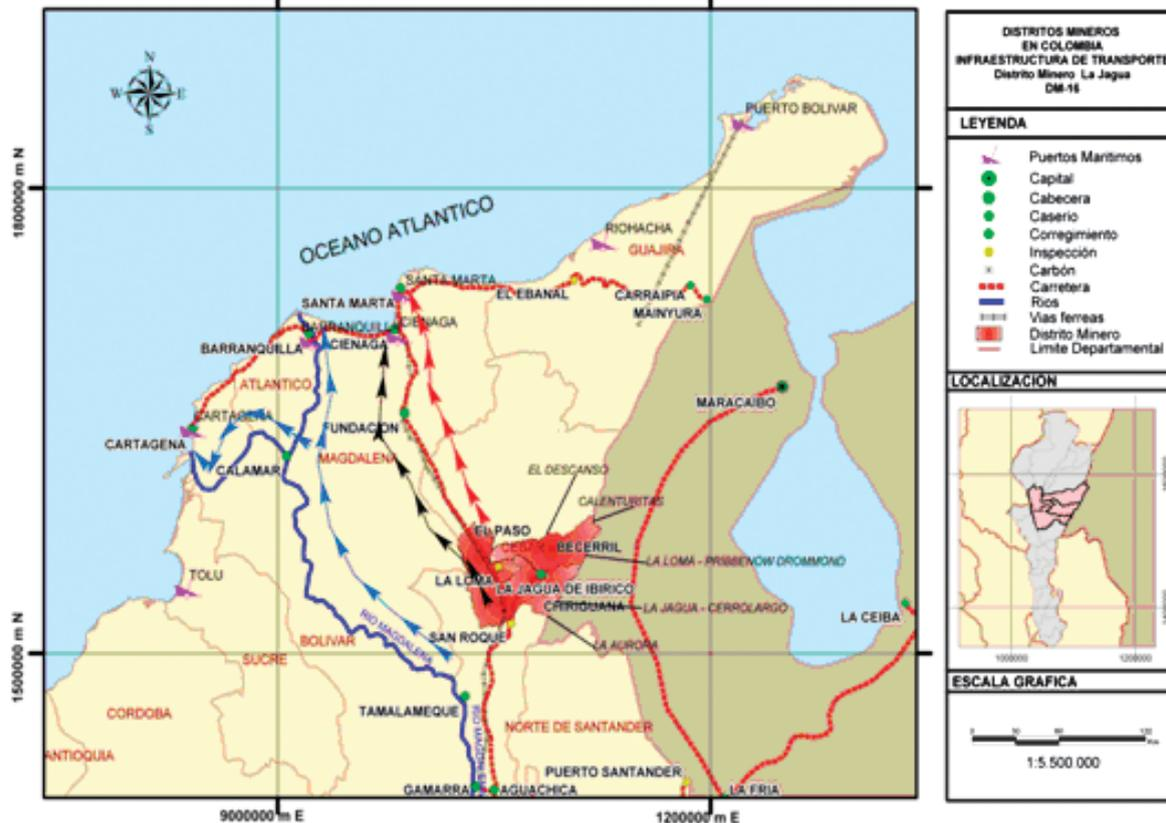 N
W
E
S
1800000 m N
1500000 m N
9000000 m E
1200000 m E
OCEANO ATLANTICO
PUERTO BOLIVAR
RIOHACHA
GUAJIRA
SANTA MARTA
SANTA MARTA
EL EBANAL
CARRAIPIA
MAINYURA
BARRANQUILLA
CIENAGA
BARRANQUILLA
CIENAGA
ATLANTICO
MARACAIBO
CARTAGENA
CARTAGENA
FUNDACION
CALAMAR
MAGDALENA
EL DESCANSO
CALENTURITAS
EL PASO
BECERRIL
LA LOMA - PRIBBENOW DROMMOND
TOLU
LA LOMA
LA JAGUA DE IBIRICO
CHIRIGUANA
LA JAGUA - CERROLARGO
LA CEIBA
RIO MAGDALENA
BOLIVAR
SAN ROQUE
LA AURORA
SUCRE
CORDOBA
TAMALAMEQUE
NORTE DE SANTANDER
ANTIOQUIA
PUERTO SANTANDER
GAMARRA
AGUACHICA
LA FRIA
DISTRITOS MINEROS
EN COLOMBIA
INFRAESTRUCTURA DE TRANSPORTE
Distrito Minero La Jagua
DM-16
LEYENDA
Puertos Maritimos
Capital
Cabecera
Caserio
Corregimiento
Inspección
Carbón
Carretera
Rios
Vias ferreas
Distrito Minero
Limite Departamental
LOCALIZACION
1000000
1200000
ESCALA GRAFICA
1:5.500.000